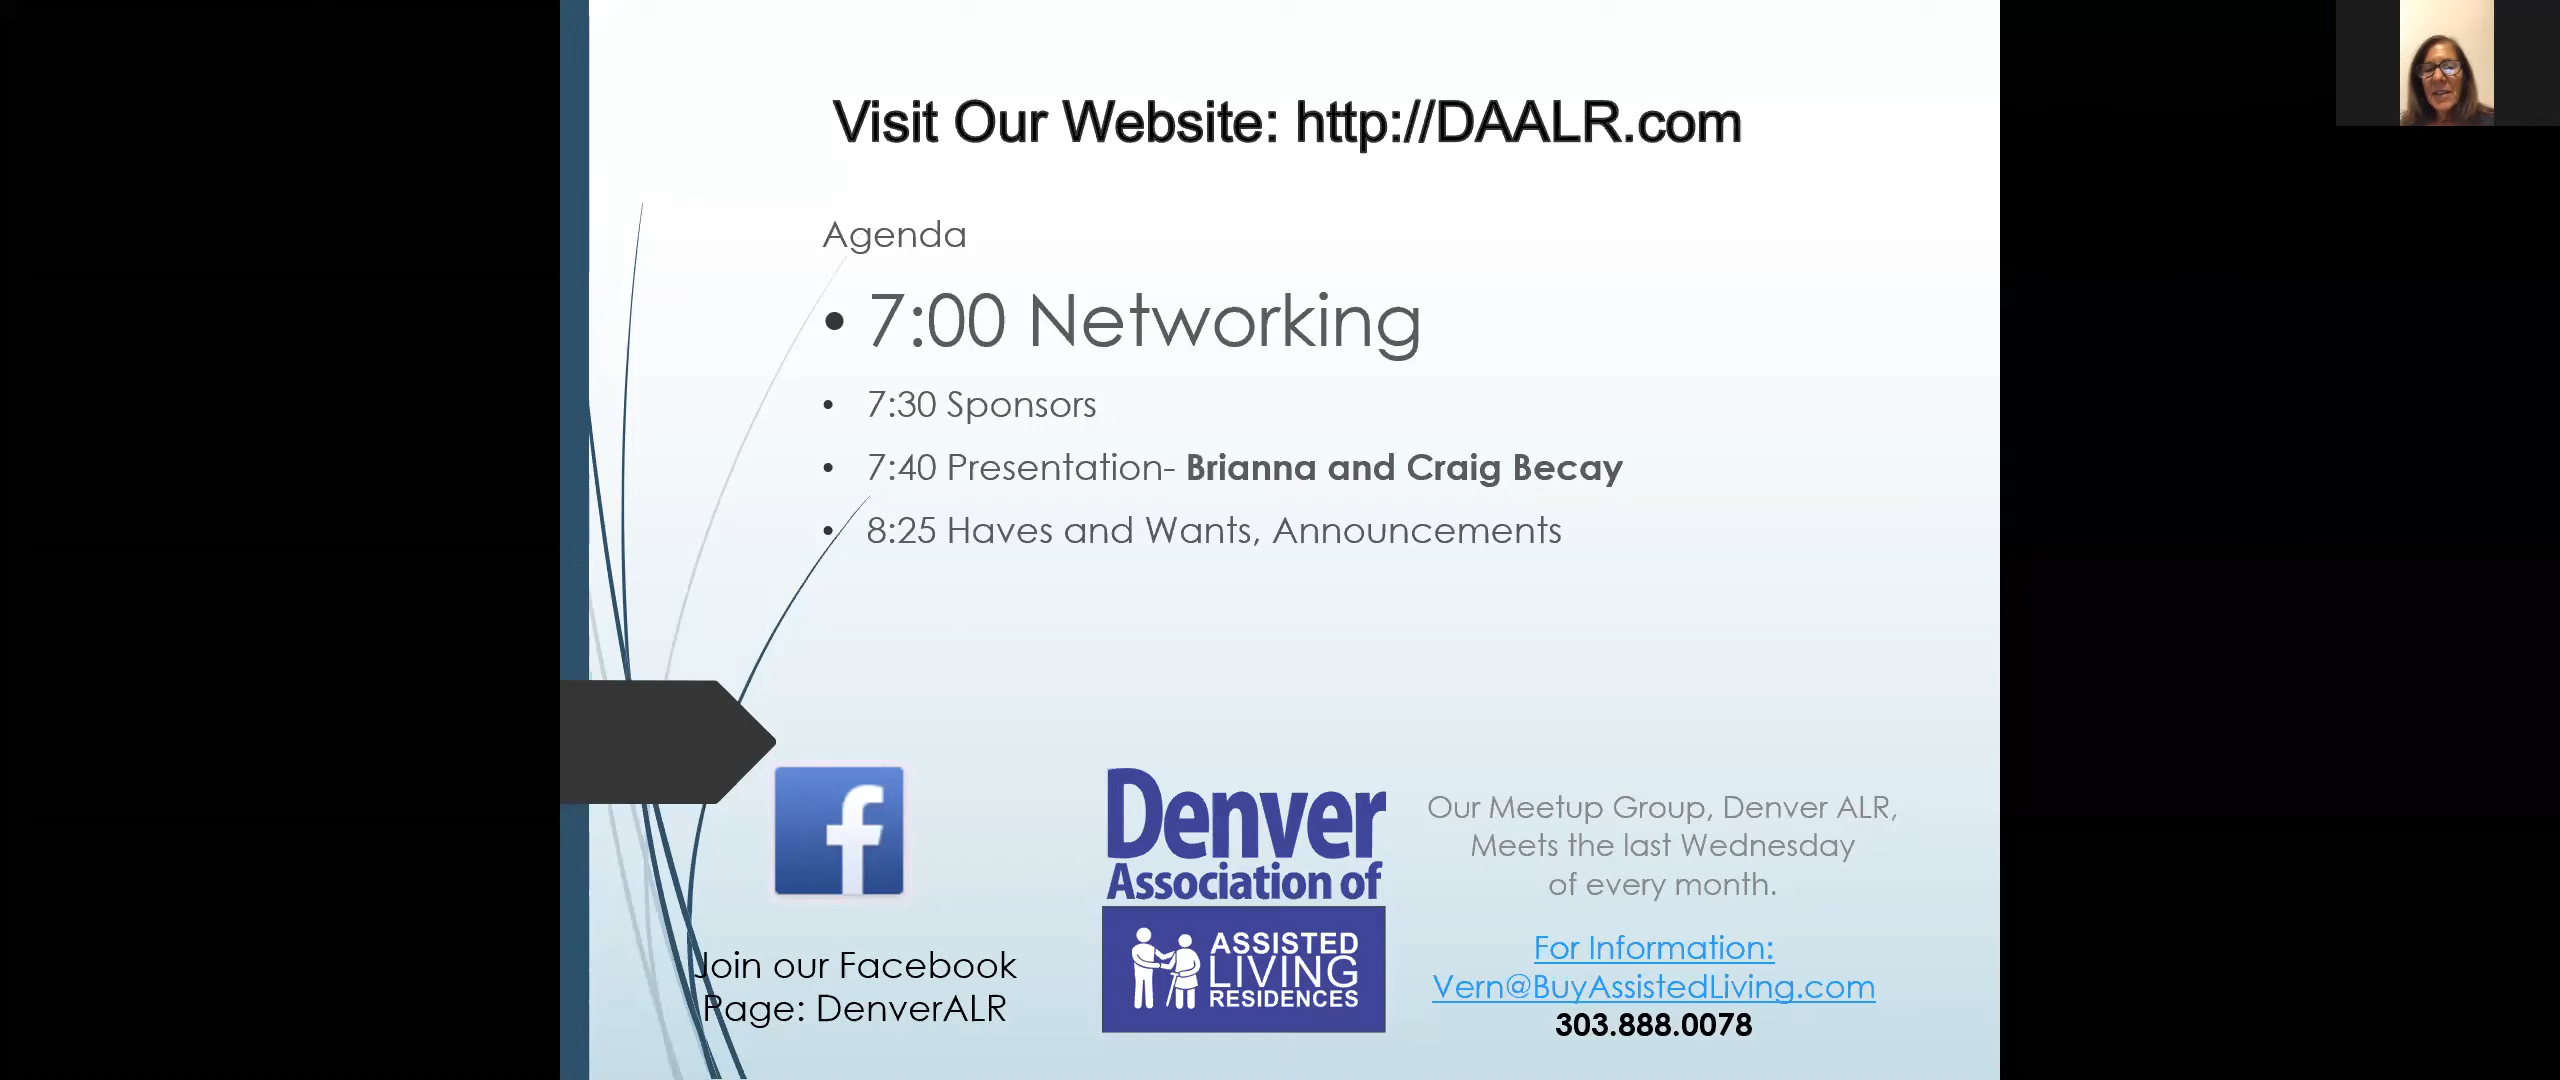 Visit Our Website: http://DAALR.com
Agenda
• 7:00 Networking
• 7:30 Sponsors
• 7:40 Presentation- Brianna and Craig Becay
• 8:25 Haves and Wants, Announcements
f
Join our Facebook
Page: DenverALR
Denver
Association of
ASSISTED
LIVING
RESIDENCES
Our Meetup Group, Denver ALR,
Meets the last Wednesday
of every month.
For Information:
Vern@BuyAssistedLiving.com
303.888.0078